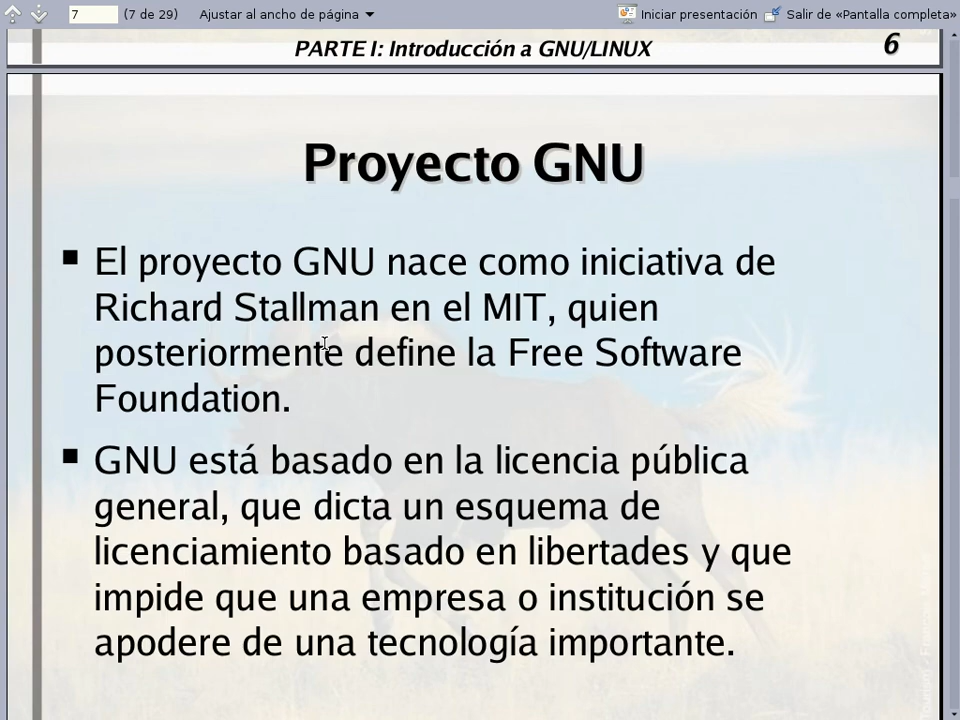 7 (7 de 29) Ajustar al ancho de página Iniciar presentación Salir de «Pantalla completa»
PARTE I: Introducción a GNU/LINUX 6
Proyecto GNU
El proyecto GNU nace como iniciativa de
Richard Stallman en el MIT, quien
posteriormente define la Free Software
Foundation.
GNU está basado en la licencia pública
general, que dicta un esquema de
licenciamiento basado en libertades y que
impide que una empresa o institución se
apodere de una tecnología importante.